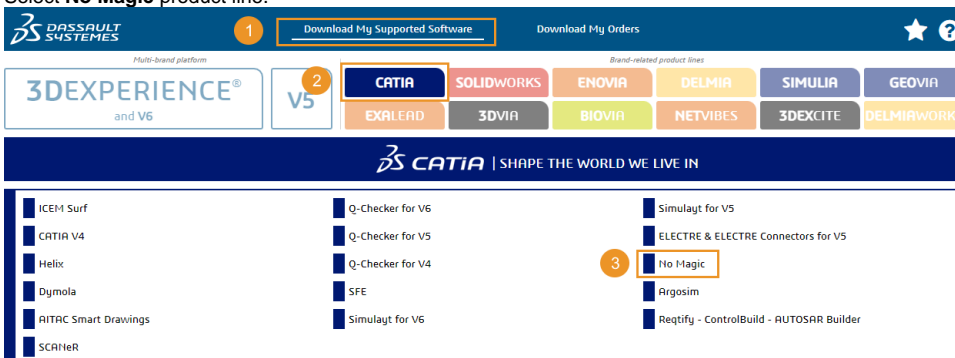 Select No Magic product line.
DASSAULT SYSTEMES
1
Download My Supported Software
Download My Orders
Multi-brand platform
Brand-related product lines
3DEXPERIENCE®
and V6
V5
2
CATIA
SOLIDWORKS
ENOVIA
DELMIA
SIMULIA
GEOVIA
EXALEAD
3DVIA
BIOVIA
NETVIBES
3DEXCITE
DELMIAWORK
CATIA | SHAPE THE WORLD WE LIVE IN
ICEM Surf
Q-Checker for V6
Simulayt for V5
CATIA V4
Q-Checker for V5
ELECTRE & ELECTRE Connectors for V5
Helix
Q-Checker for V4
3
No Magic
Dymola
SFE
Argosim
AITAC Smart Drawings
Simulayt for V6
Reqtify - ControlBuild - AUTOSAR Builder
SCANeR